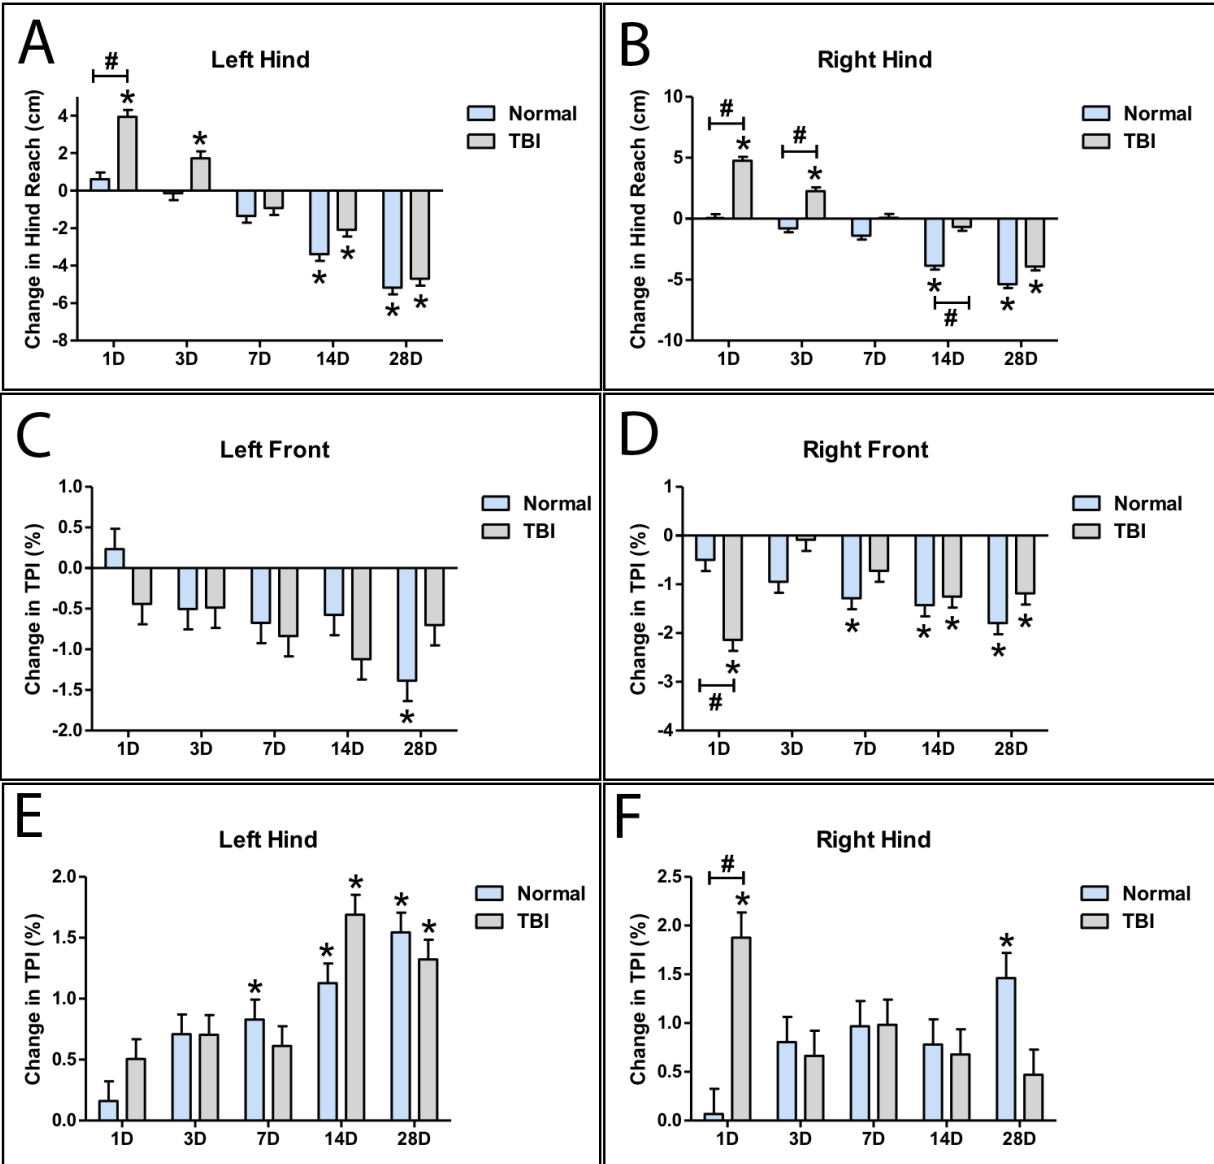 A
Left Hind
Change in Hind Reach (cm)
4
2
0
-2
-4
-6
-8
#
*
*
*
*
*
*
1D 3D 7D 14D 28D
Normal
TBI
B
Right Hind
Change in Hind Reach (cm)
10
5
0
-5
-10
#
*
#
*
*
#
*
*
1D 3D 7D 14D 28D
Normal
TBI
C
Left Front
Change in TPI (%)
1.0
0.5
0.0
-0.5
-1.0
-1.5
-2.0
*
1D 3D 7D 14D 28D
Normal
TBI
D
Right Front
Change in TPI (%)
1
0
-1
-2
-3
-4
*
#
*
*
*
*
*
1D 3D 7D 14D 28D
Normal
TBI
E
Left Hind
Change in TPI (%)
2.0
1.5
1.0
0.5
0.0
*
*
*
*
*
1D 3D 7D 14D 28D
Normal
TBI
F
Right Hind
Change in TPI (%)
2.5
2.0
1.5
1.0
0.5
0.0
#
*
*
1D 3D 7D 14D 28D
Normal
TBI